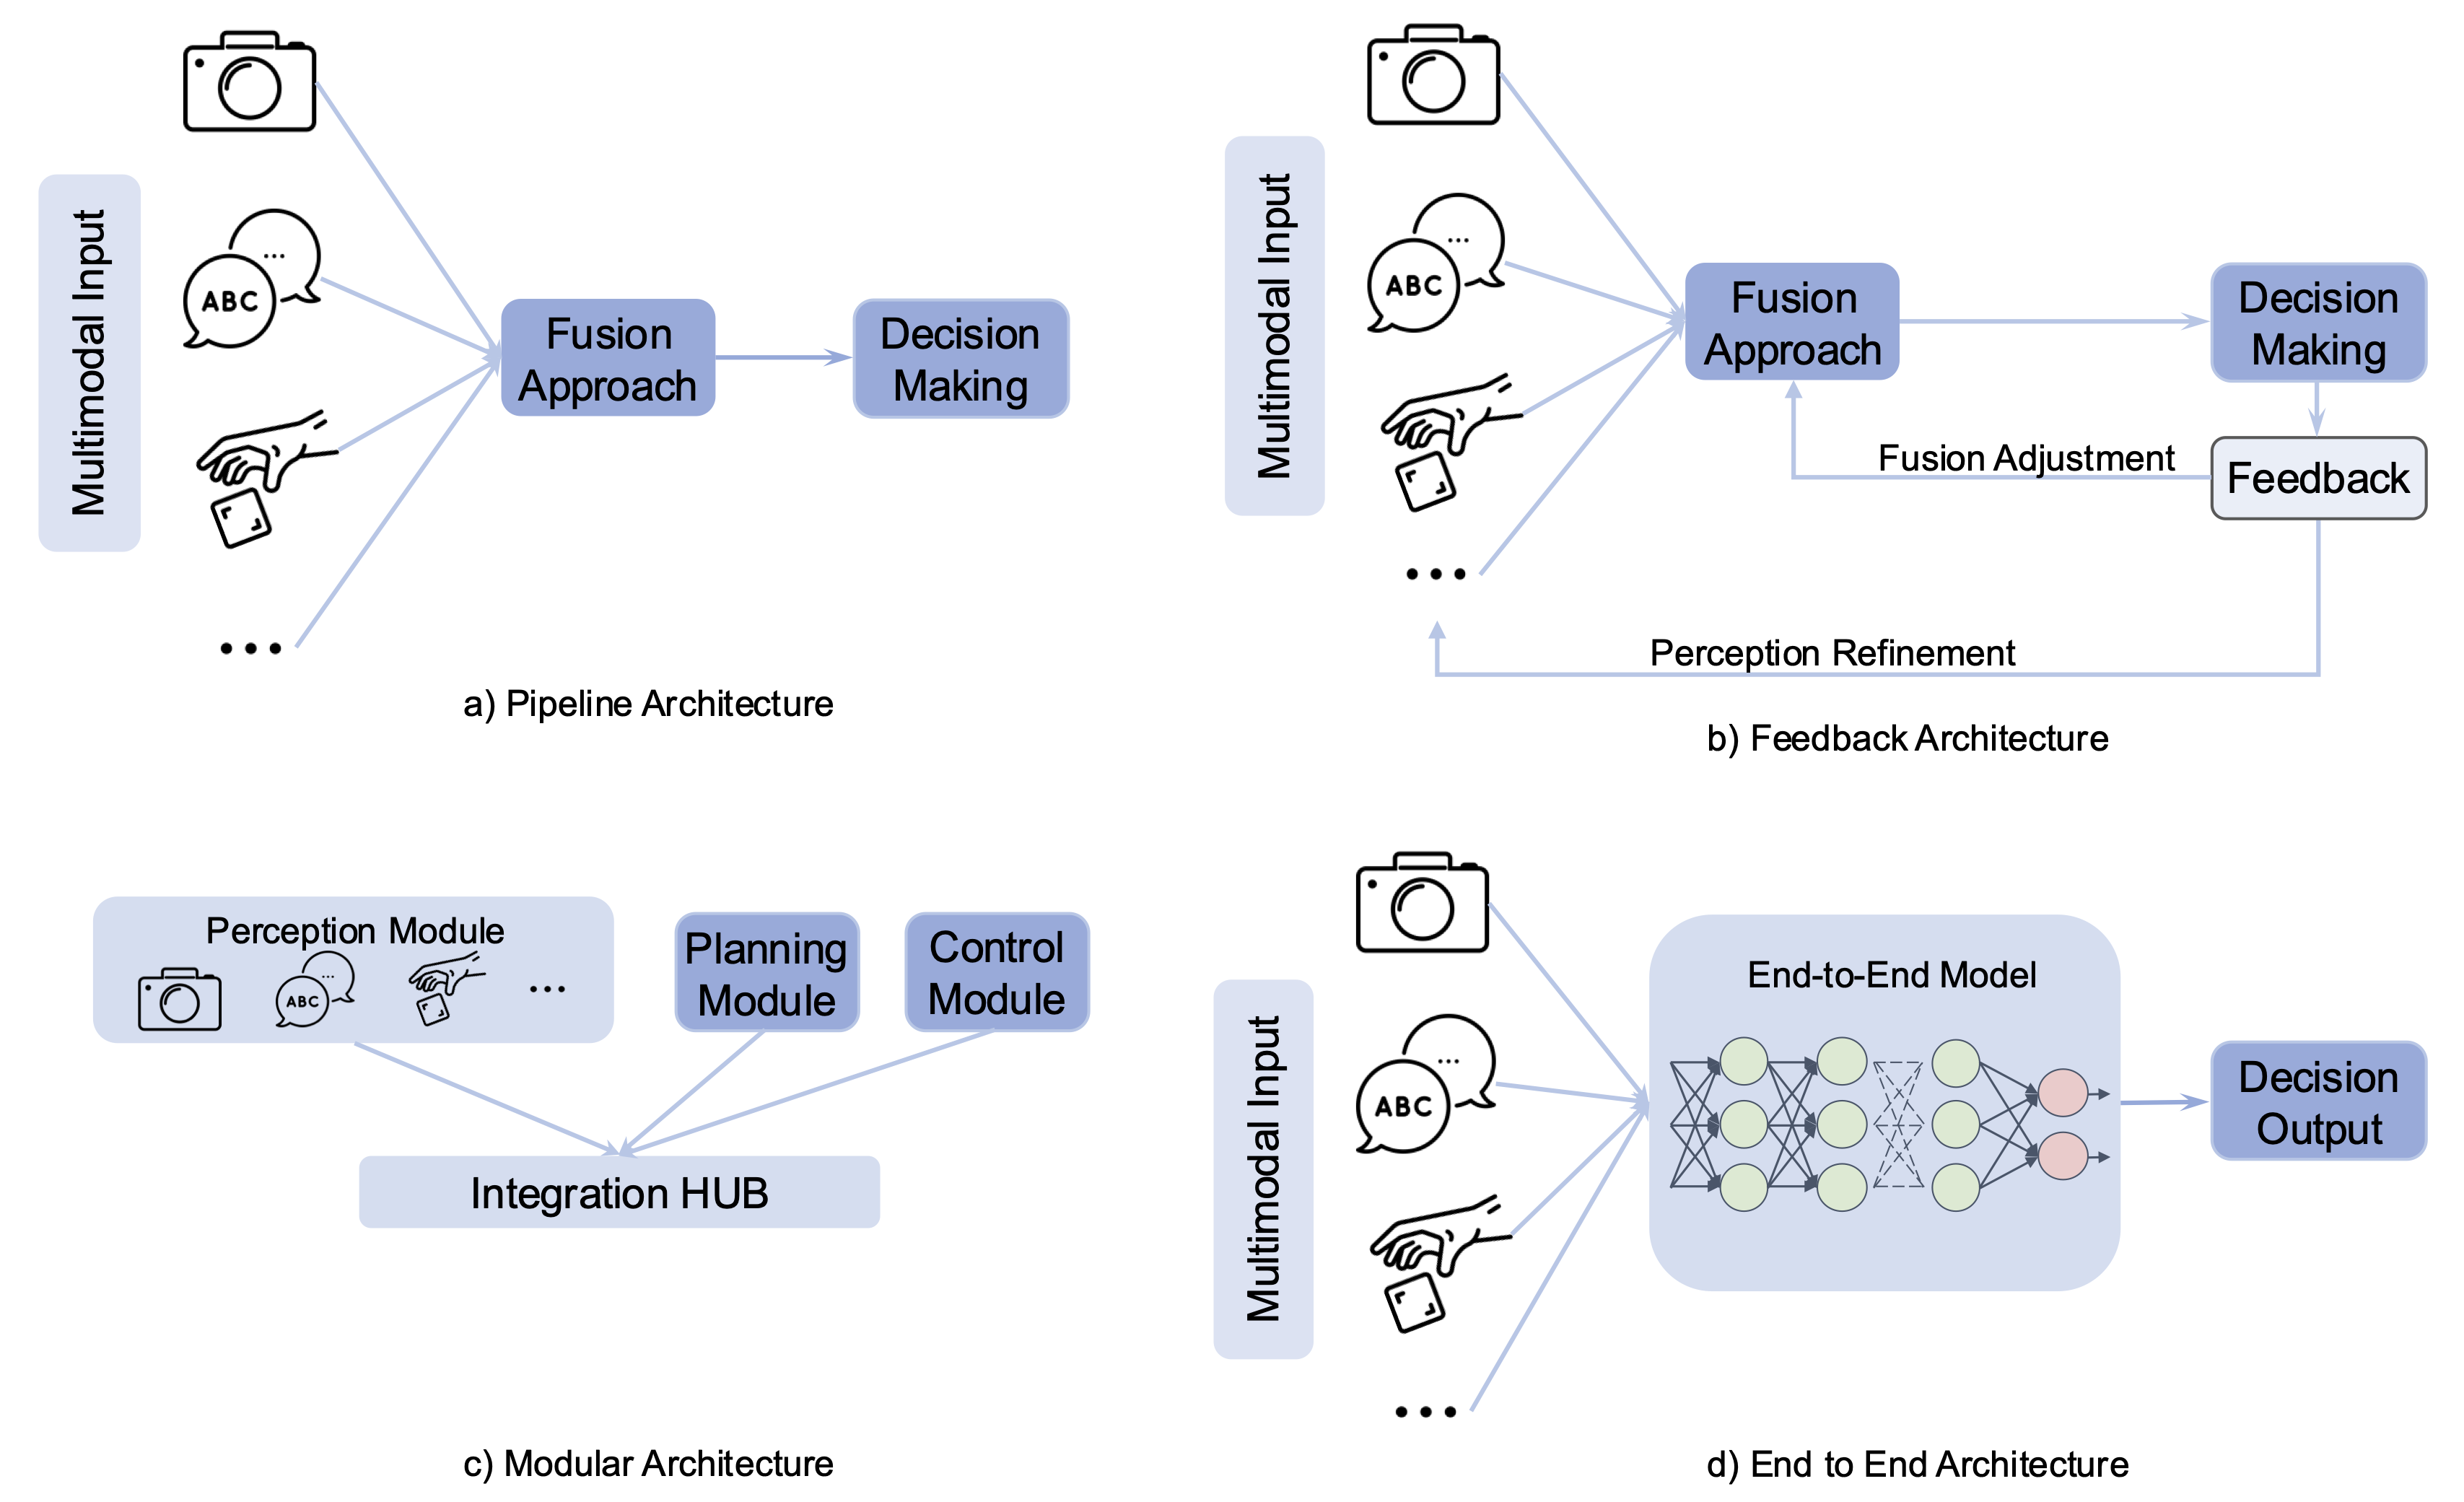 Multimodal Input
...
ABC
Fusion
Approach
Decision
Making
...
a) Pipeline Architecture
Multimodal Input
...
ABC
Fusion
Approach
Decision
Making
Fusion Adjustment
Feedback
...
Perception Refinement
b) Feedback Architecture
Perception Module
...
ABC
...
Planning
Module
Control
Module
Integration HUB
c) Modular Architecture
Multimodal Input
...
ABC
...
End-to-End Model
Decision
Output
d) End to End Architecture